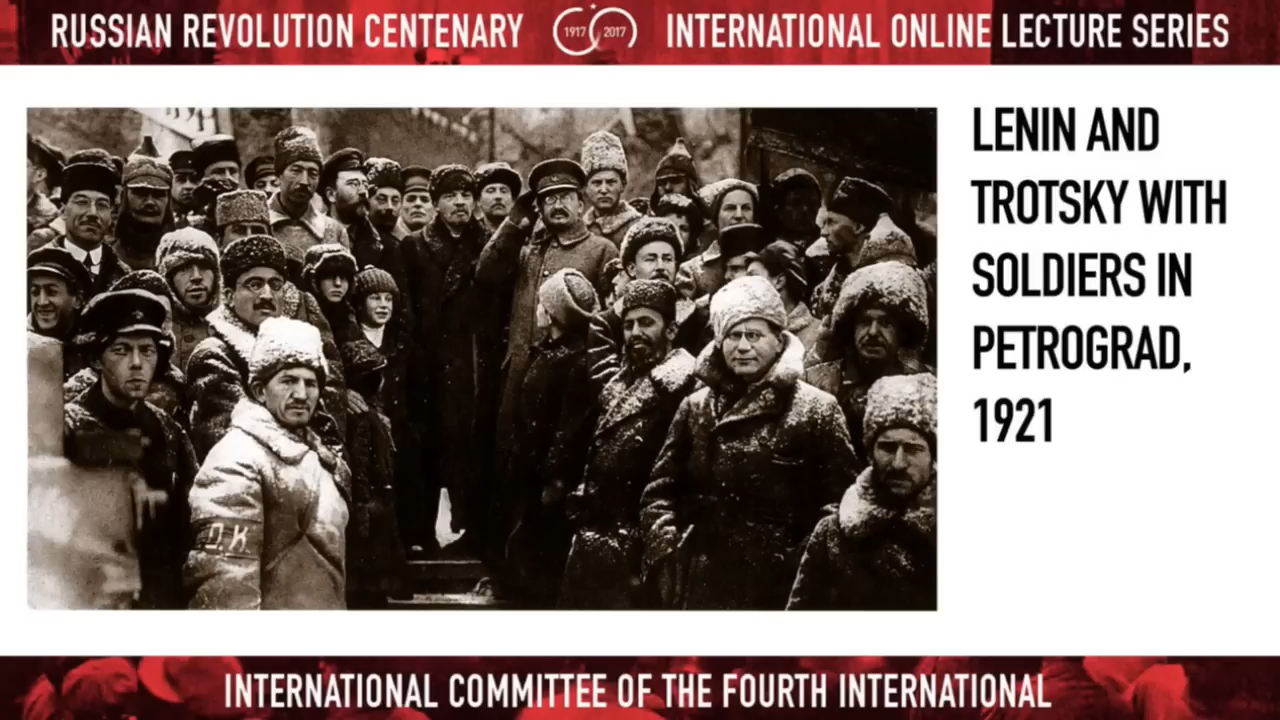 RUSSIAN REVOLUTION CENTENARY 1917 2017 INTERNATIONAL ONLINE LECTURE SERIES
LENIN AND
TROTSKY WITH
SOLDIERS IN
PETROGRAD,
1921
П.К
INTERNATIONAL COMMITTEE OF THE FOURTH INTERNATIONAL